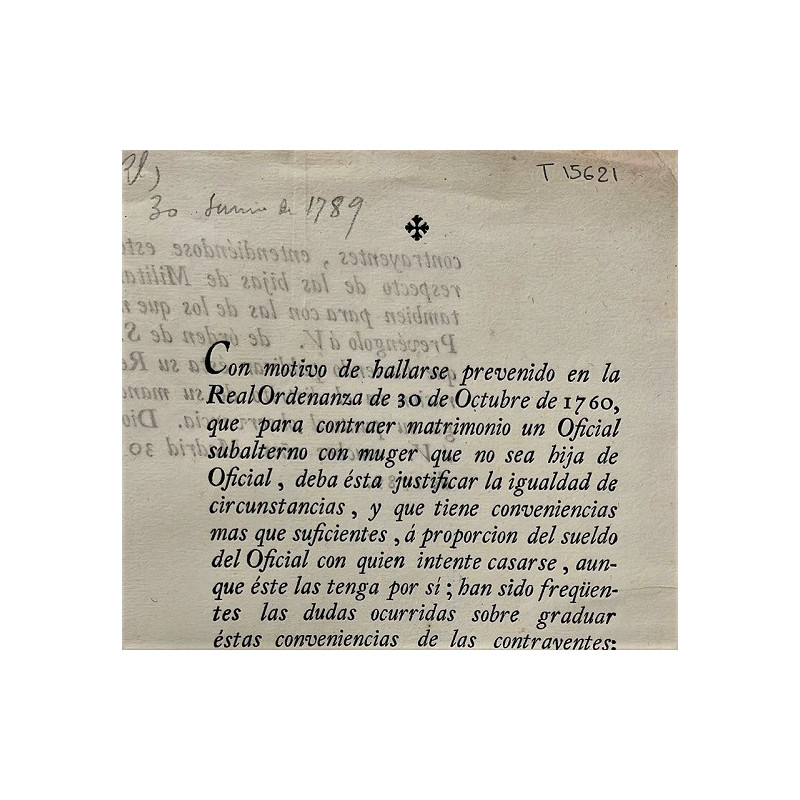 T 15621
30 Junio de 1789
Con motivo de hallarse prevenido en la
Real Ordenanza de 30 de Octubre de 1760,
que para contraer matrimonio un Oficial
subalterno con muger que no sea hija de
Oficial, deba ésta justificar la igualdad de
circunstancias, y que tiene conveniencias
mas que suficientes, á proporcion del sueldo
del Oficial con quien intente casarse, aun-
que éste las tenga por sí; han sido freqüen-
tes las dudas ocurridas sobre graduar
éstas conveniencias de las contrayentes: